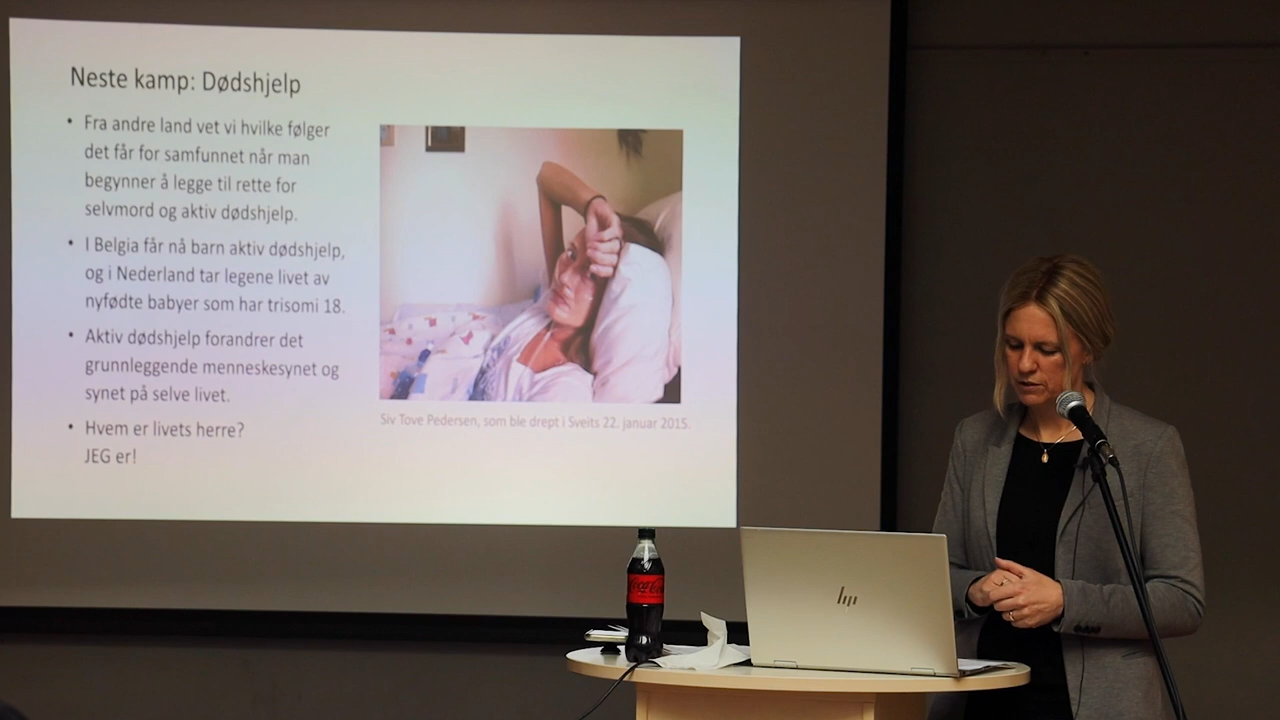 Neste kamp: Dødshjelp
• Fra andre land vet vi hvilke følger
det får for samfunnet når man
begynner å legge til rette for
selvmord og aktiv dødshjelp.
• I Belgia får nå barn aktiv dødshjelp,
og i Nederland tar legene livet av
nyfødte babyer som har trisomi 18.
• Aktiv dødshjelp forandrer det
grunnleggende menneskesynet og
synet på selve livet.
• Hvem er livets herre?
JEG er!
Siv Tove Pedersen, som ble drept i Sveits 22. januar 2015.
hp